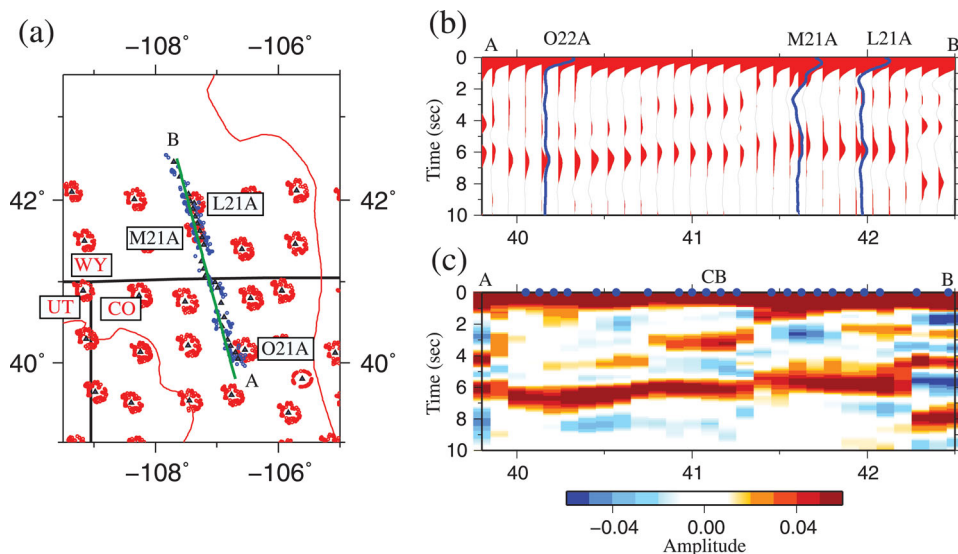 (a)
-108˚
-106˚
B
42˚
L21A
M21A
WY
UT
CO
O21A
40˚
A
-108˚
-106˚
(b)
A
O22A
M21A
L21A
B
Time (sec)
0
2
4
6
8
10
40
41
42
(c)
A
CB
B
Time (sec)
0
2
4
6
8
10
40
41
42
-0.04
0.00
0.04
Amplitude